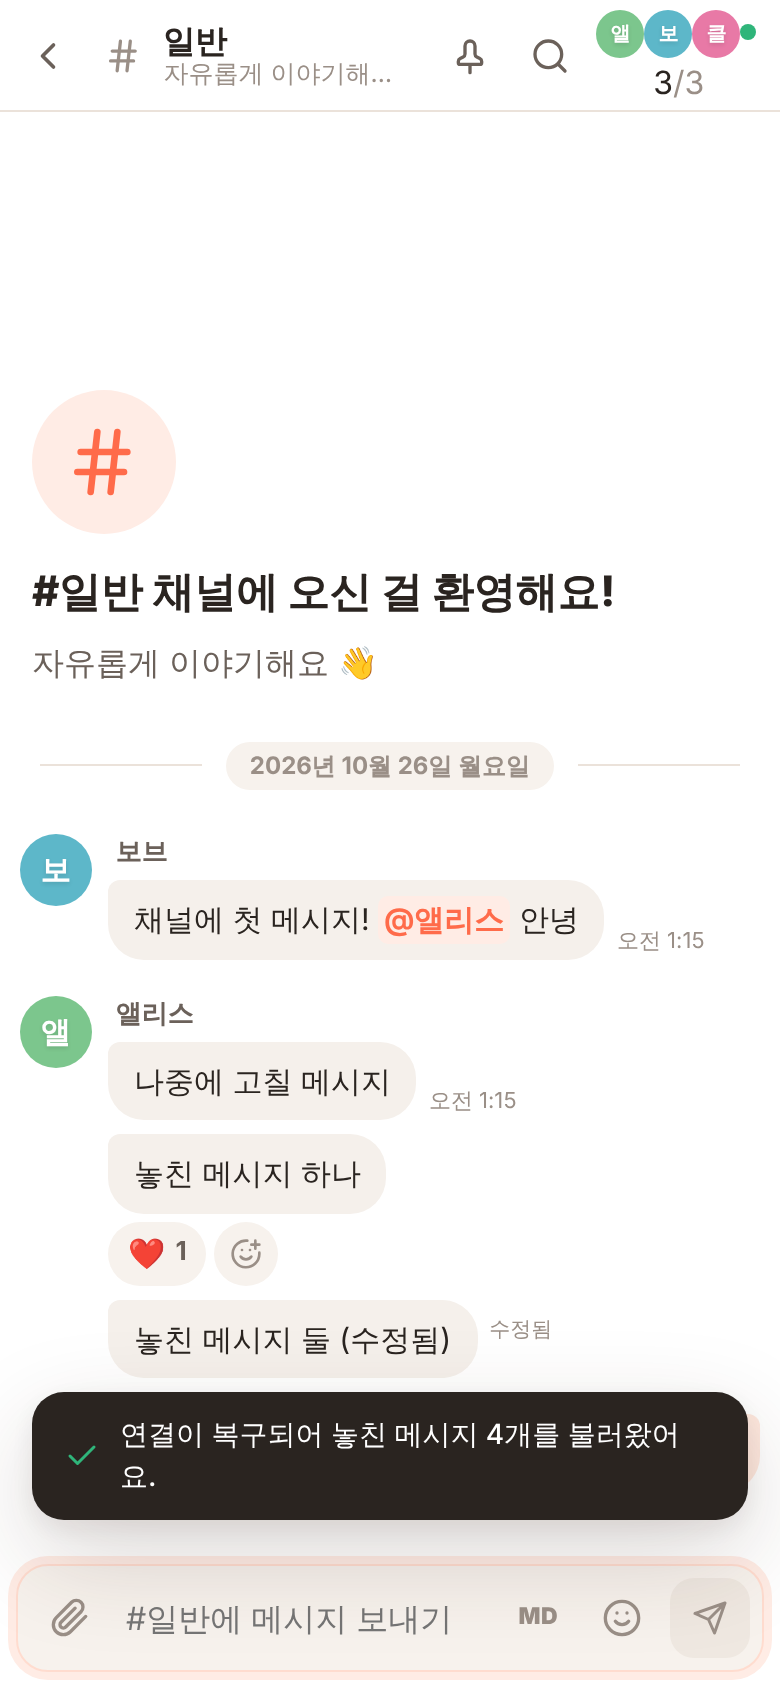 일반
자유롭게 이야기해...
앨 보 클
3/3
#일반 채널에 오신 걸 환영해요!
자유롭게 이야기해요 👋
2026년 10월 26일 월요일
보
보브
채널에 첫 메시지! @앨리스 안녕
오전 1:15
앨
앨리스
나중에 고칠 메시지
오전 1:15
놓친 메시지 하나
❤️ 1
놓친 메시지 둘 (수정됨)
수정됨
연결이 복구되어 놓친 메시지 4개를 불러왔어
요.
#일반에 메시지 보내기
MD